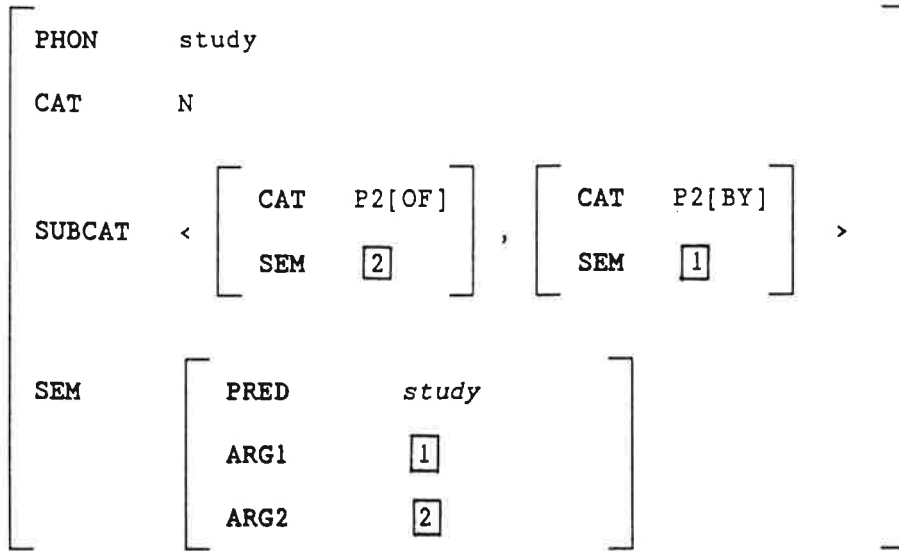 PHON study
CAT N
CAT P2[OF] CAT P2[BY]
SUBCAT < , >
SEM 2 SEM 1
SEM PRED study
ARG1 1
ARG2 2